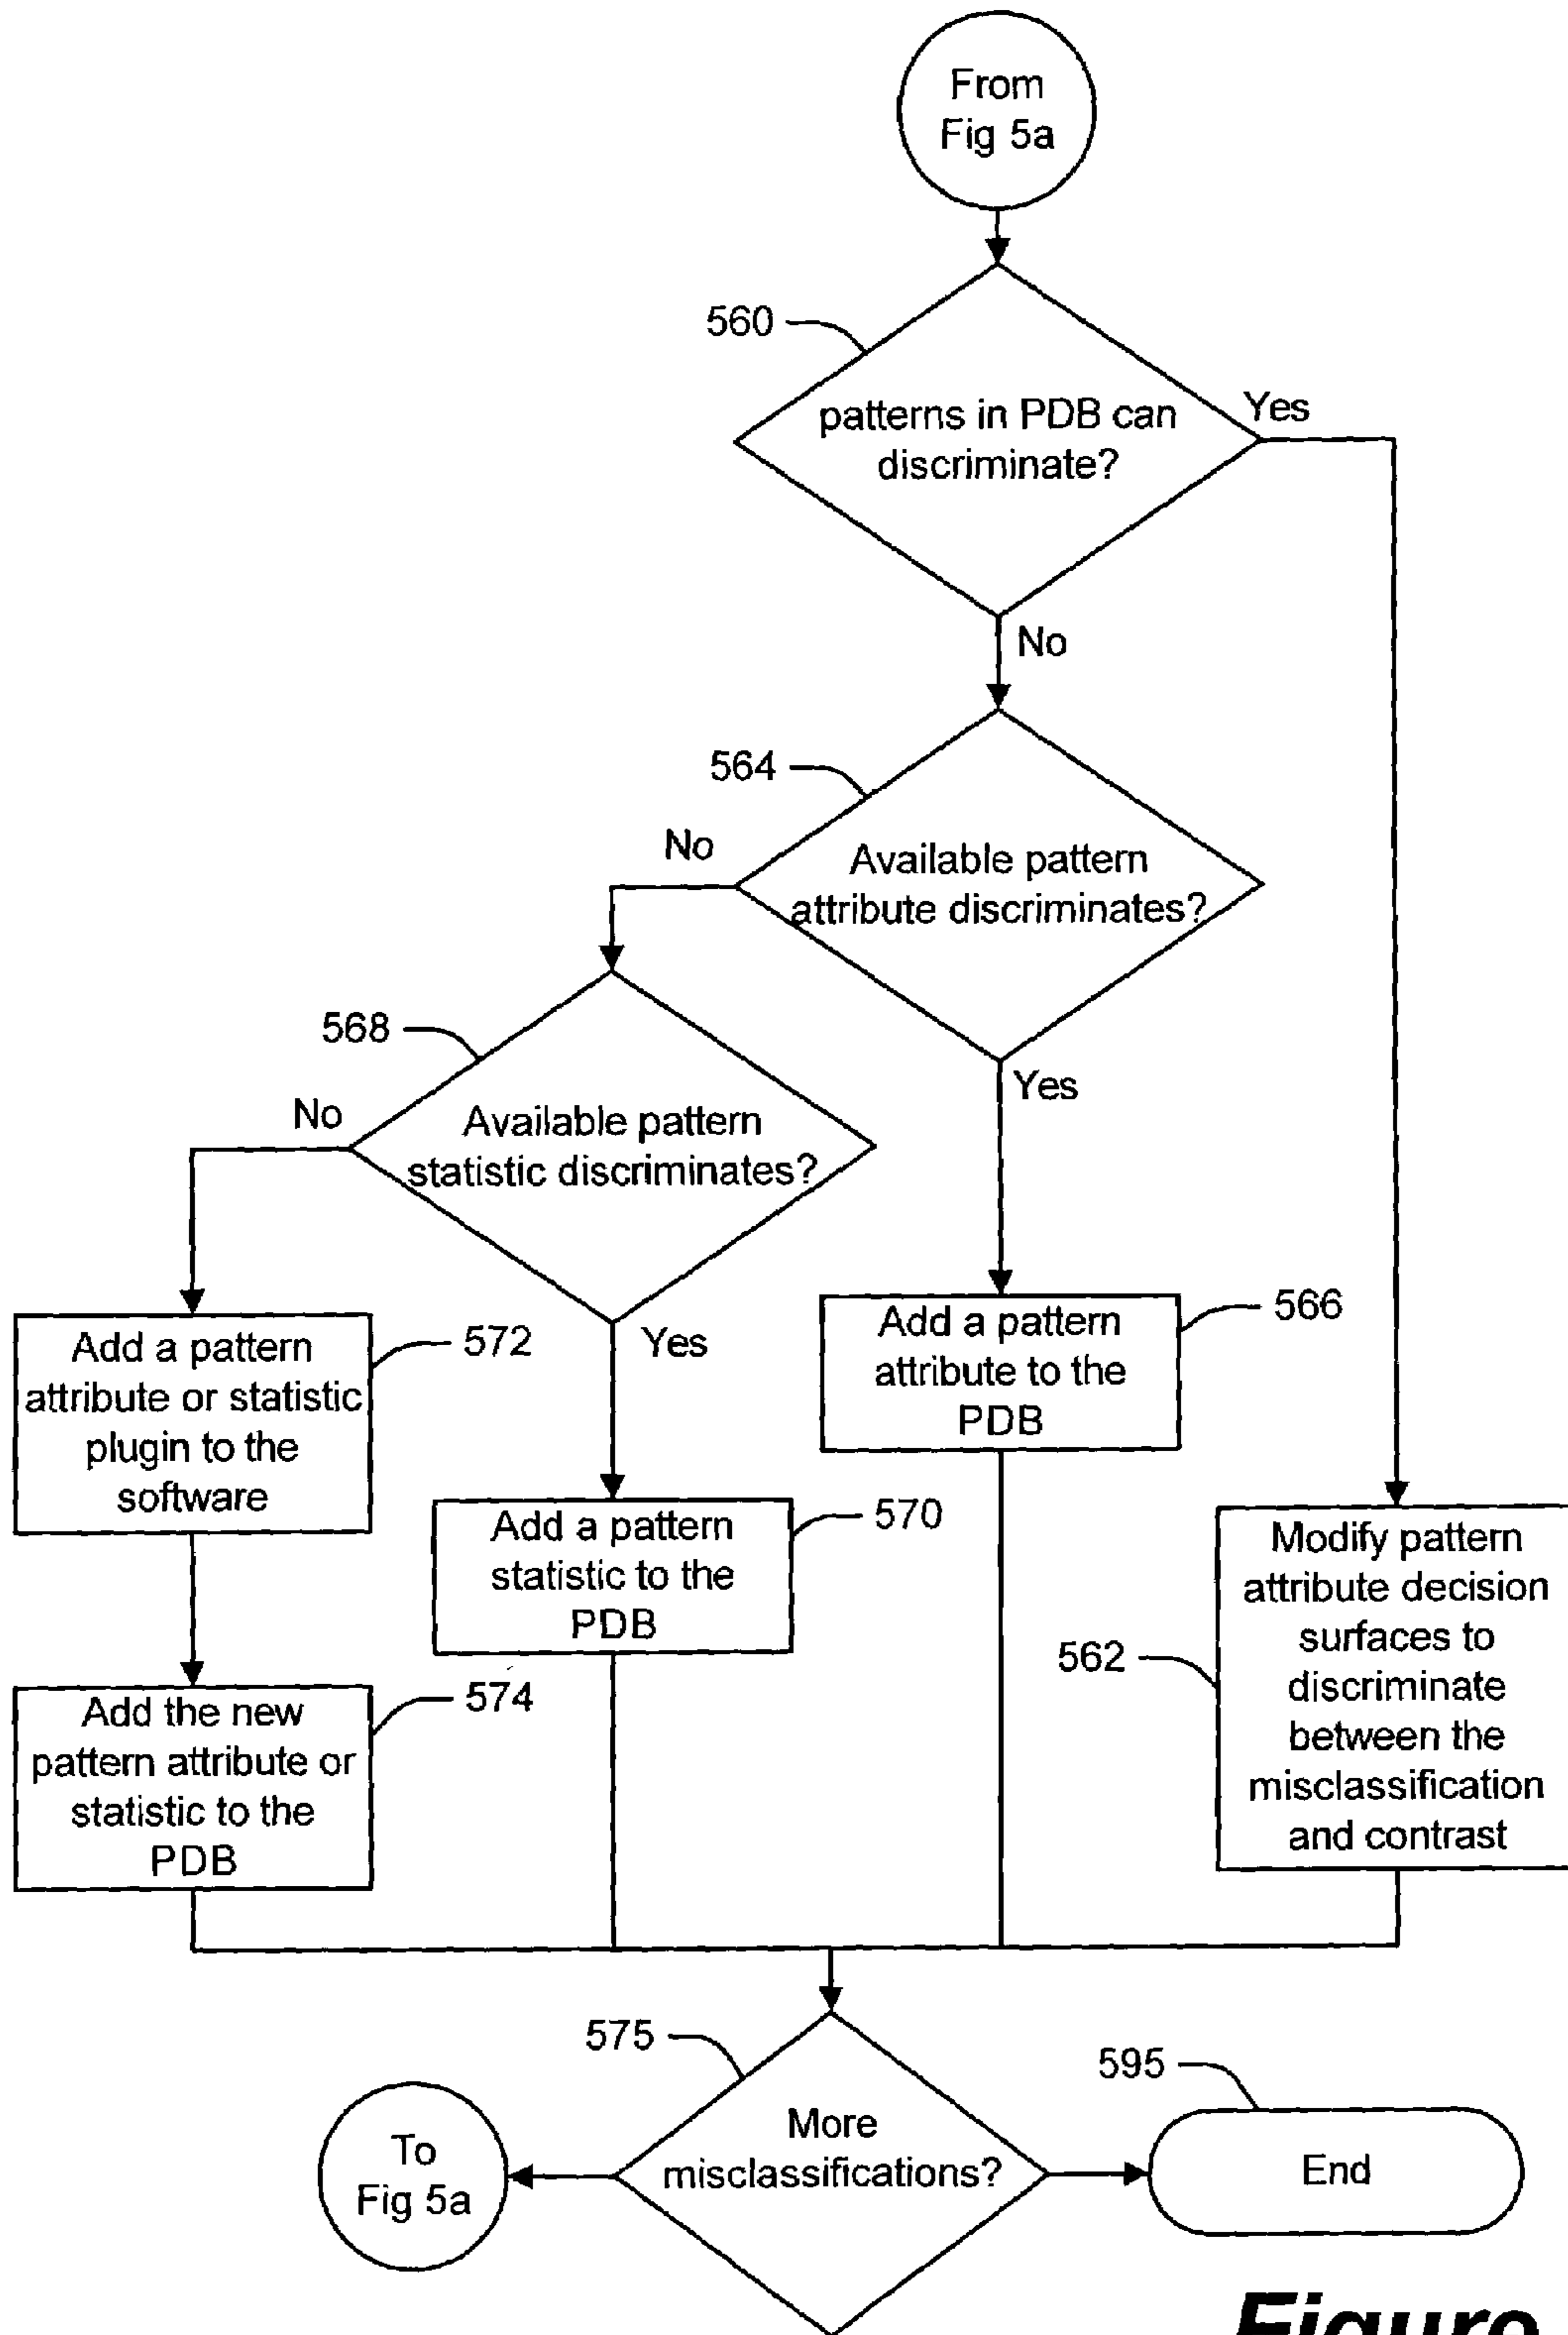 From
Fig 5a
560
patterns in PDB can
discriminate?
Yes
No
564
No
Available pattern
attribute discriminates?
568
No
Available pattern
statistic discriminates?
Yes
Add a pattern
attribute or statistic
plugin to the
software
572
Yes
Add a pattern
attribute to the
PDB
566
Add a pattern
statistic to the
PDB
570
Modify pattern
attribute decision
surfaces to
discriminate
between the
misclassification
and contrast
562
Add the new
pattern attribute or
statistic to the
PDB
574
575
More
misclassifications?
To
Fig 5a
595
End
Figure